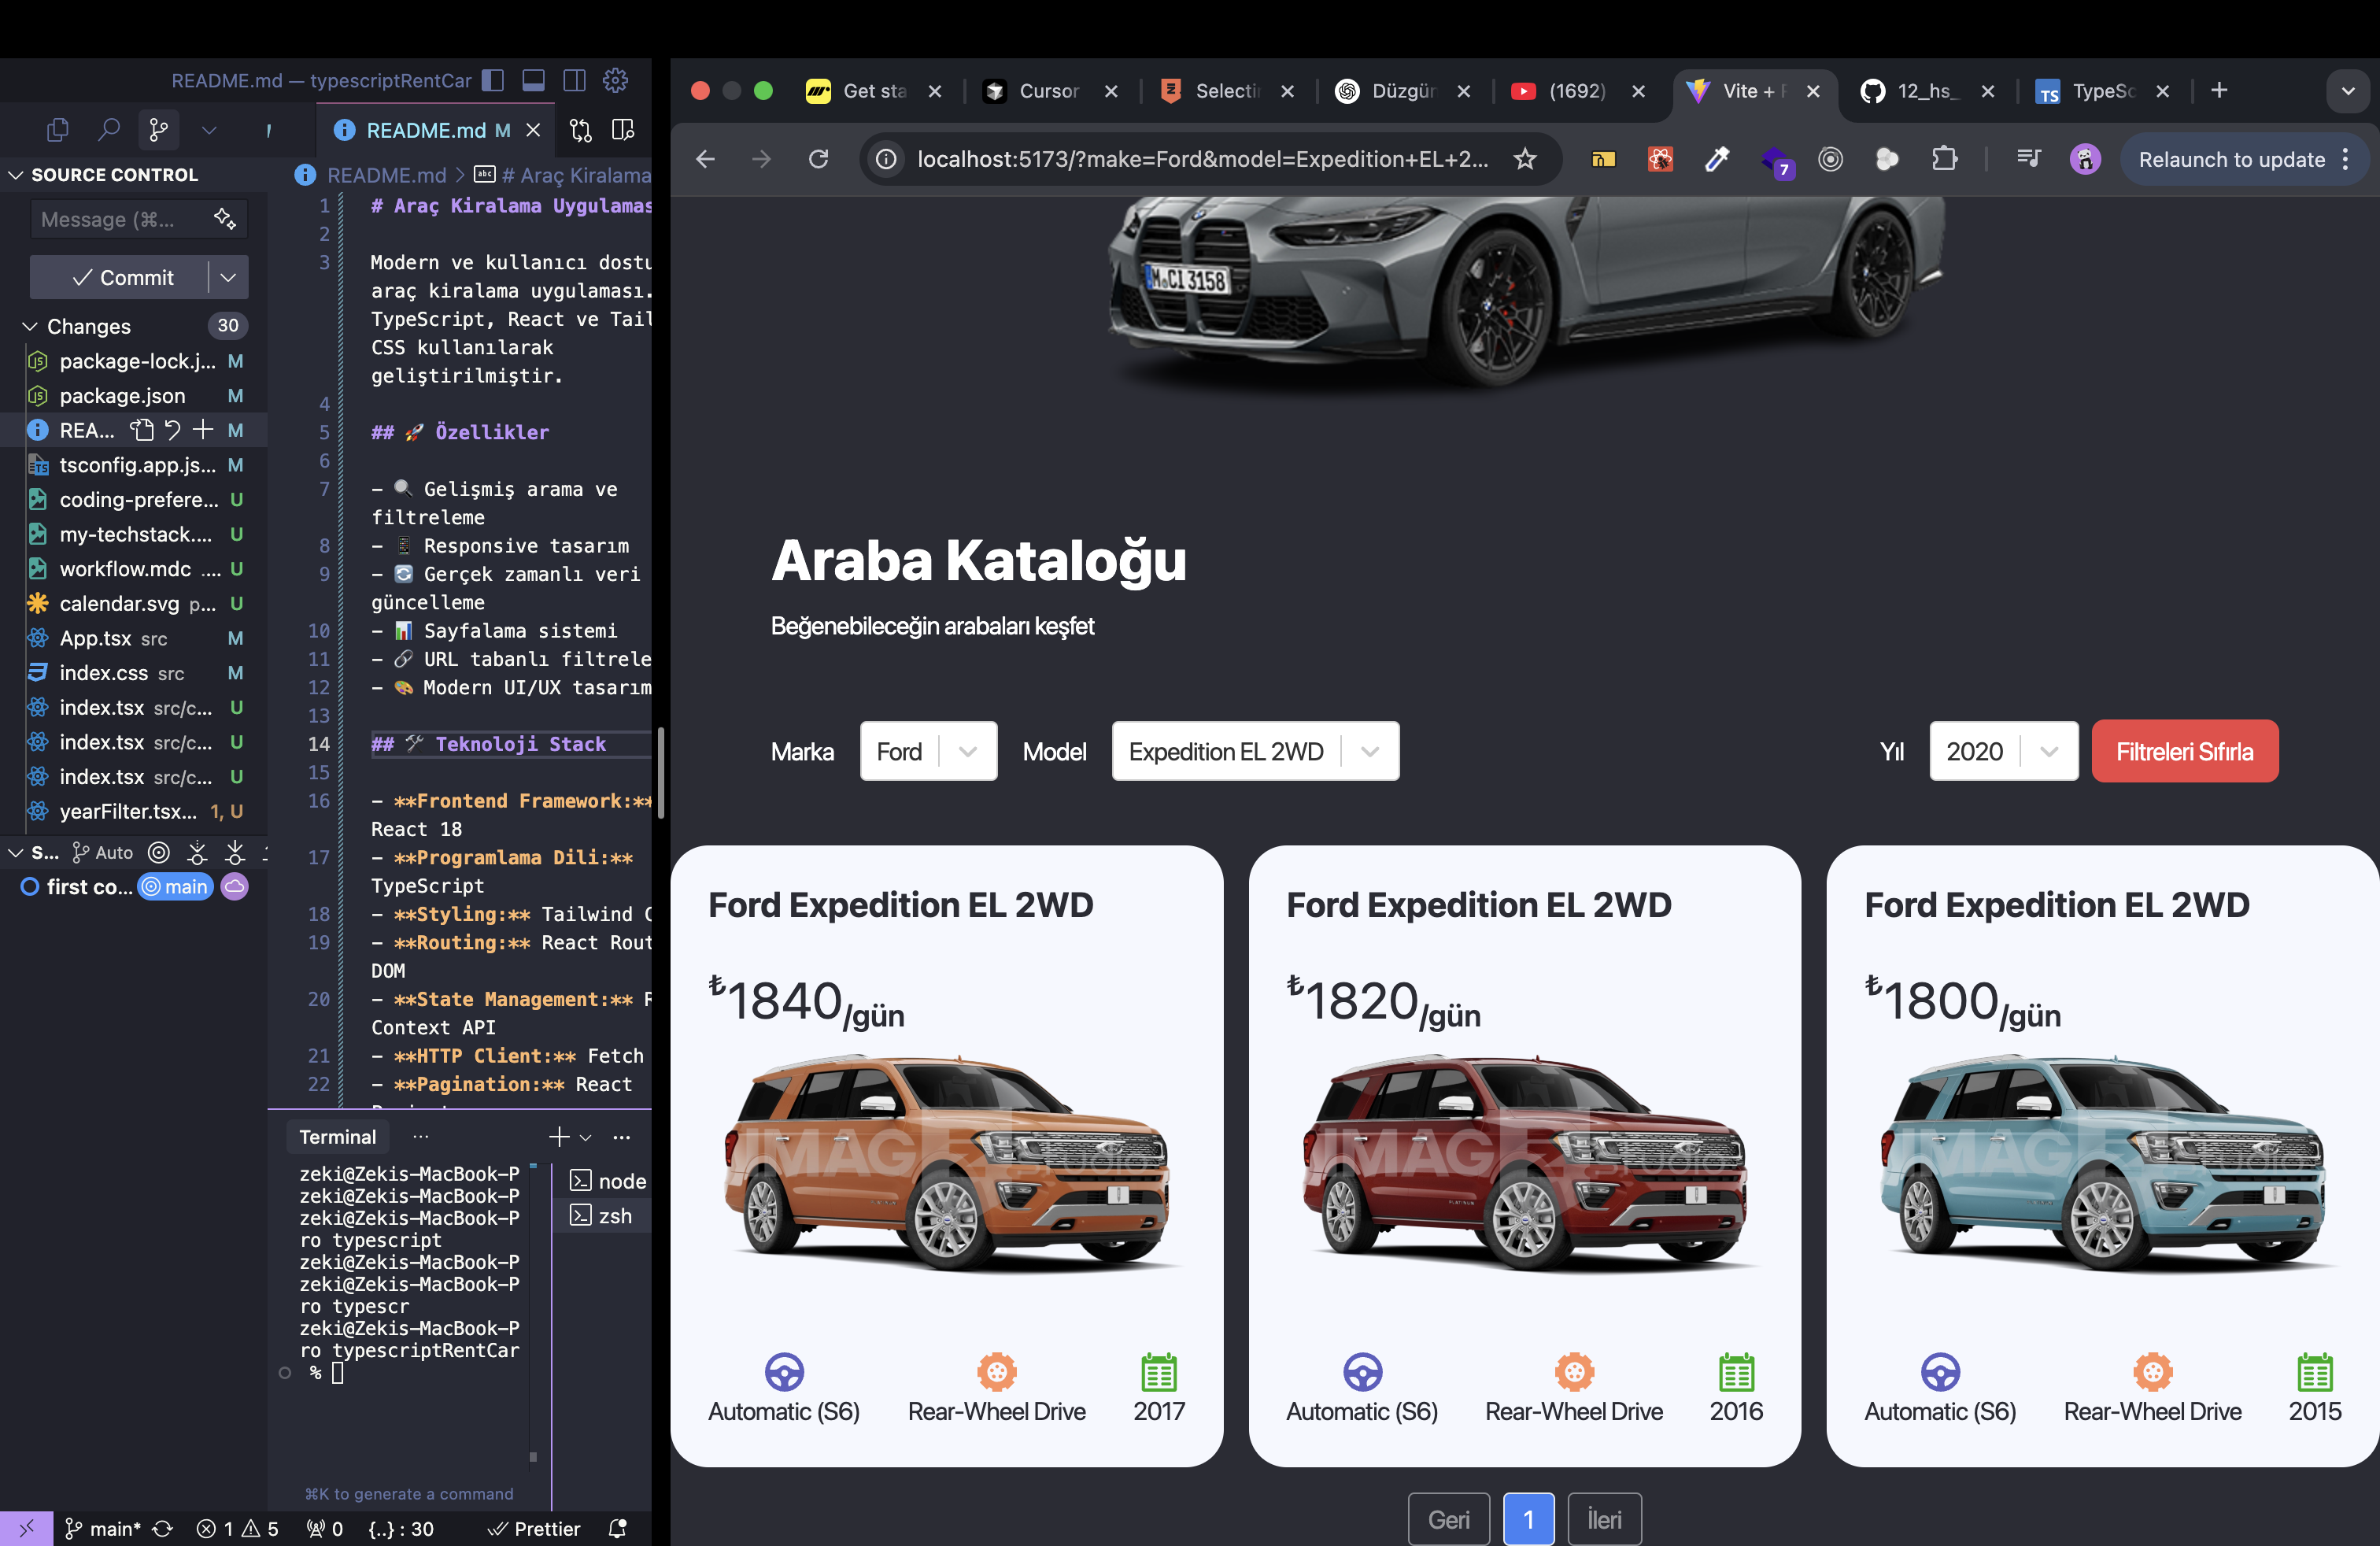 README.md — typescriptRentCar
README.md M
SOURCE CONTROL
Message (⌘...
Commit
Changes 30
package-lock.j... M
package.json M
REA... M
tsconfig.app.js... M
coding-prefere... U
my-techstack.... U
workflow.mdc .... U
calendar.svg p... U
App.tsx src M
index.css src M
index.tsx src/c... U
index.tsx src/c... U
index.tsx src/c... U
yearFilter.tsx... 1, U
S... Auto
first co... main
README.md > # Araç Kiralama
1 # Araç Kiralama Uygulamas
2
3 Modern ve kullanıcı dostu
araç kiralama uygulaması.
TypeScript, React ve Tail
CSS kullanılarak
geliştirilmiştir.
4
5 ## 🚀 Özellikler
6
7 - 🔍 Gelişmiş arama ve
filtreleme
8 - 📱 Responsive tasarım
9 - 🔄 Gerçek zamanlı veri
güncelleme
10 - 📊 Sayfalama sistemi
11 - 🔗 URL tabanlı filtrele
12 - 🎨 Modern UI/UX tasarım
13
14 ## 🛠 Teknoloji Stack
15
16 - **Frontend Framework:**
React 18
17 - **Programlama Dili:**
TypeScript
18 - **Styling:** Tailwind C
19 - **Routing:** React Rout
DOM
20 - **State Management:** R
Context API
21 - **HTTP Client:** Fetch
22 - **Pagination:** React
Terminal
zeki@Zekis-MacBook-P
zeki@Zekis-MacBook-P
zeki@Zekis-MacBook-P
ro typescript
zeki@Zekis-MacBook-P
zeki@Zekis-MacBook-P
ro typescr
zeki@Zekis-MacBook-P
ro typescriptRentCar
%
node
zsh
⌘K to generate a command
main* 1 5 0 {..} : 30 Prettier
Get sta Cursor Selectin Düzgün (1692) Vite + 12_hs_ TypeSc
localhost:5173/?make=Ford&model=Expedition+EL+2...
7
Relaunch to update
M CI 3158
Araba Kataloğu
Beğenebileceğin arabaları keşfet
Marka Ford Model Expedition EL 2WD Yıl 2020 Filtreleri Sıfırla
Ford Expedition EL 2WD
₺1840/gün
IMAGE
Automatic (S6) Rear-Wheel Drive 2017
Ford Expedition EL 2WD
₺1820/gün
IMAGE
Automatic (S6) Rear-Wheel Drive 2016
Ford Expedition EL 2WD
₺1800/gün
IMAGE
Automatic (S6) Rear-Wheel Drive 2015
Geri 1 İleri